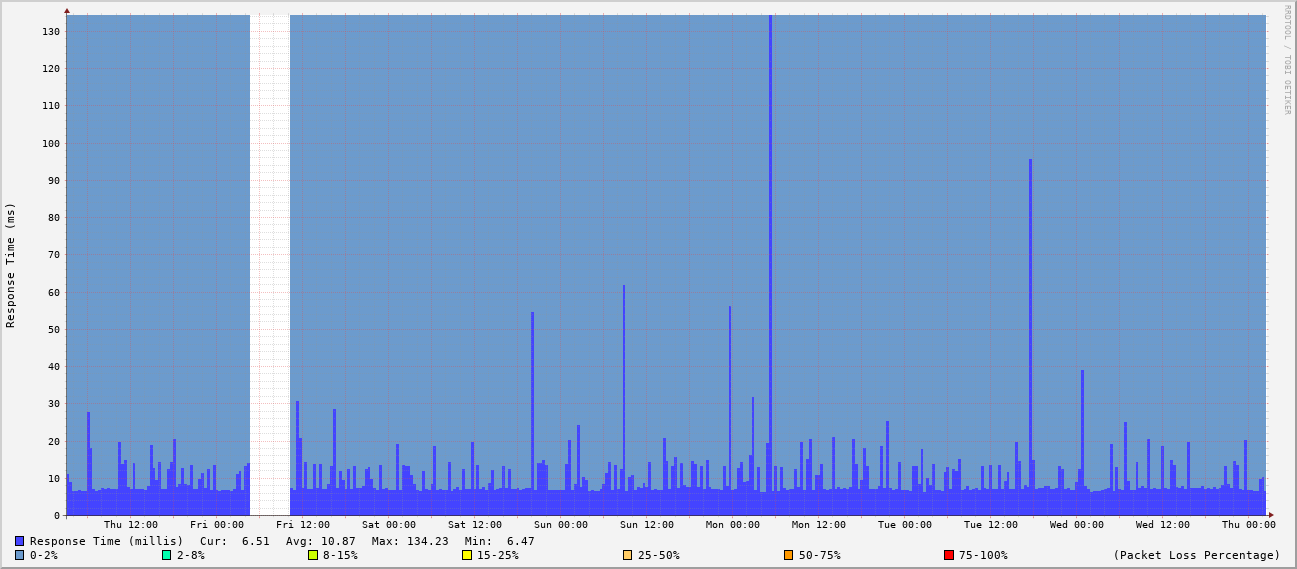 RRDTOOL / TOBI OETIKER
Response Time (ms)
130
120
110
100
90
80
70
60
50
40
30
20
10
0
Thu 12:00 Fri 00:00 Fri 12:00 Sat 00:00 Sat 12:00 Sun 00:00 Sun 12:00 Mon 00:00 Mon 12:00 Tue 00:00 Tue 12:00 Wed 00:00 Wed 12:00 Thu 00:00
Response Time (millis) Cur: 6.51 Avg: 10.87 Max: 134.23 Min: 6.47
0-2% 2-8% 8-15% 15-25% 25-50% 50-75% 75-100% (Packet Loss Percentage)